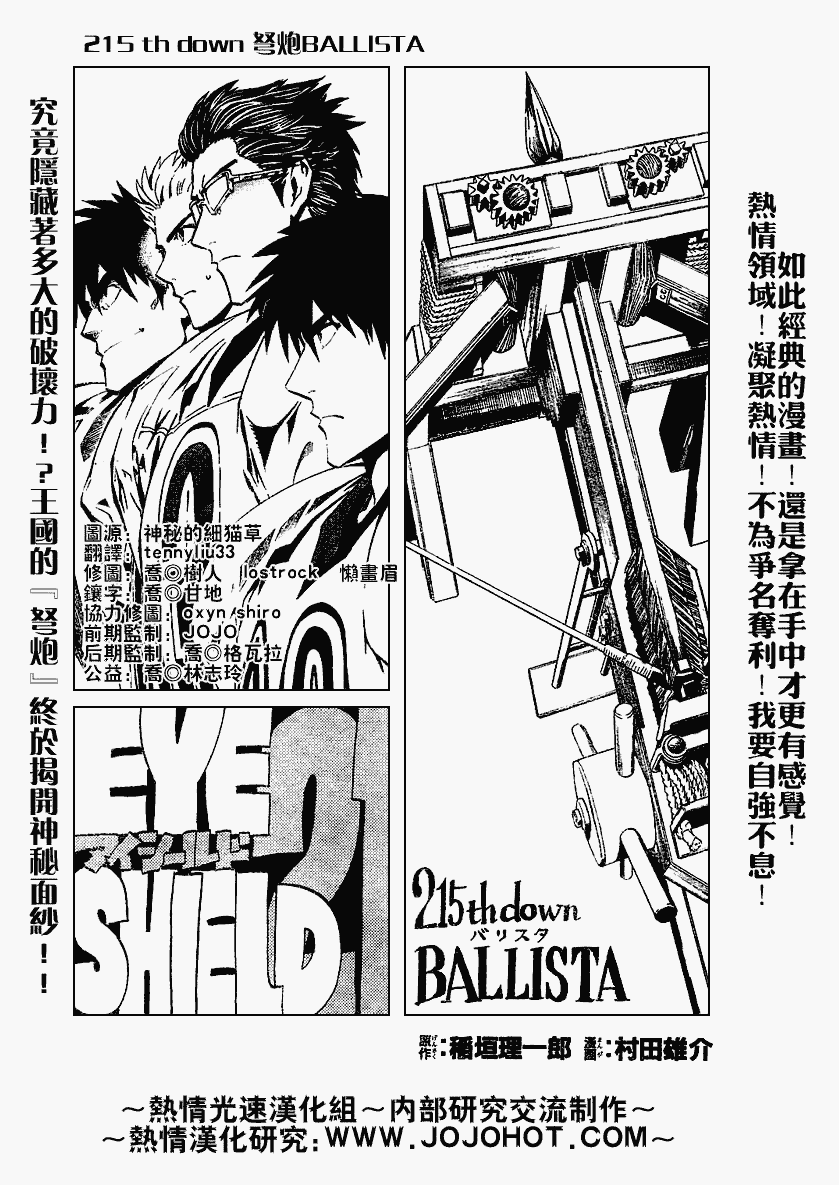 215 th down 弩炮BALLISTA
如此經典的漫畫！還是拿在手中才更有感覺！
熱情領域！凝聚熱情！不為爭名奪利！我要自強不息！
究竟隱藏著多大的破壞力！？王國的『弩炮』終於揭開神秘面紗！！
圖源：神秘的細猫草
翻譯：tennyliu33
修圖：喬◎樹人 lostrock 懶畫眉
鑲字：喬◎甘地
協力修圖：oxyn/shiro
前期監制：JOJO
后期監制：喬◎格瓦拉
公益：喬◎林志玲
EYE
アイシールド
21
SHIELD
215th down
バリスタ
BALLISTA
原作：稲垣理一郎 漫画：村田雄介
～熱情光速漢化組～内部研究交流制作～
～熱情漢化研究：WWW.JOJOHOT.COM～